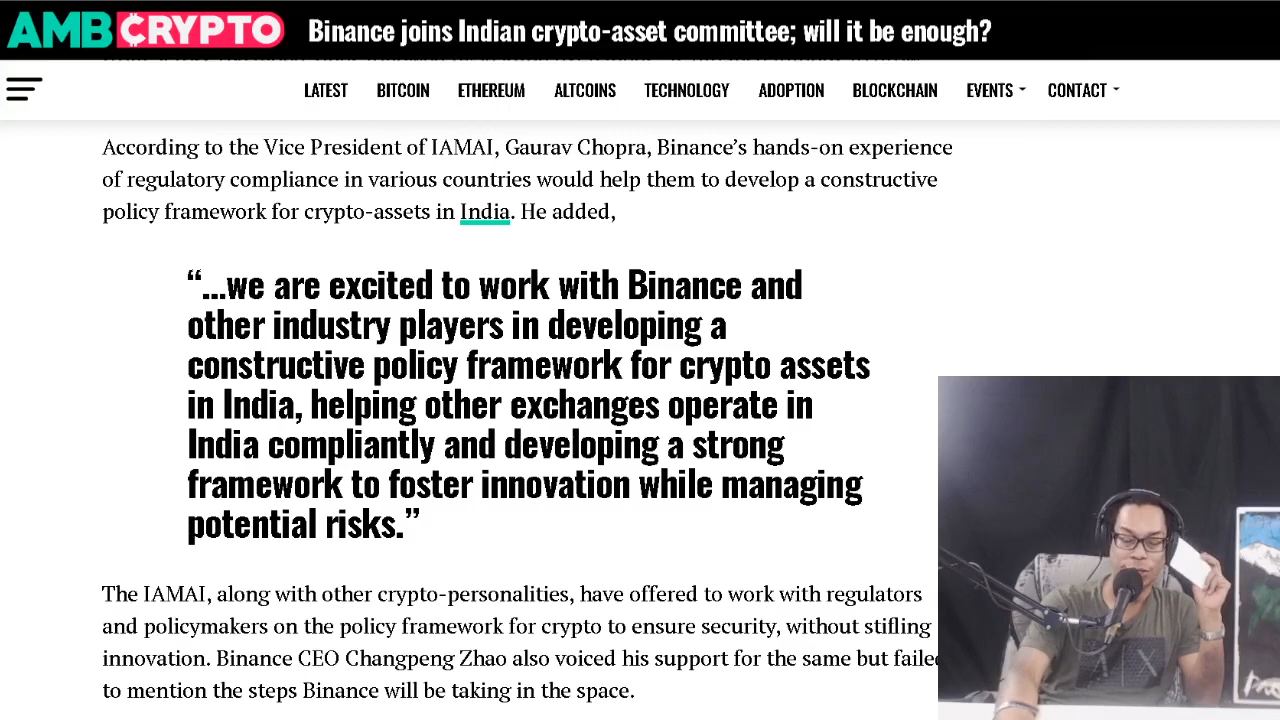 AMBCRYPTO
Binance joins Indian crypto-asset committee; will it be enough?
LATEST BITCOIN ETHEREUM ALTCOINS TECHNOLOGY ADOPTION BLOCKCHAIN EVENTS CONTACT
According to the Vice President of IAMAI, Gaurav Chopra, Binance’s hands-on experience
of regulatory compliance in various countries would help them to develop a constructive
policy framework for crypto-assets in India. He added,
“…we are excited to work with Binance and
other industry players in developing a
constructive policy framework for crypto assets
in India, helping other exchanges operate in
India compliantly and developing a strong
framework to foster innovation while managing
potential risks.”
The IAMAI, along with other crypto-personalities, have offered to work with regulators
and policymakers on the policy framework for crypto to ensure security, without stifling
innovation. Binance CEO Changpeng Zhao also voiced his support for the same but failed
to mention the steps Binance will be taking in the space.